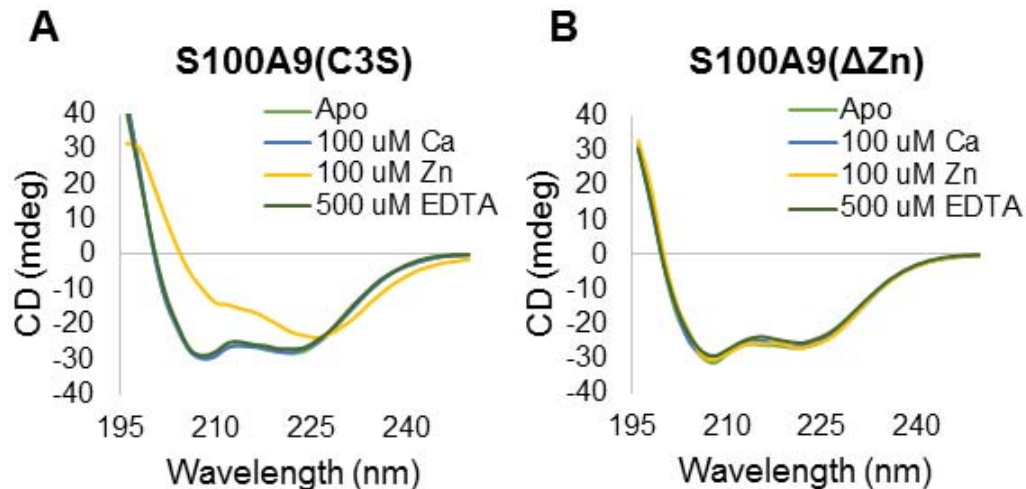 A
S100A9(C3S)
Apo
100 uM Ca
100 uM Zn
500 uM EDTA
CD (mdeg)
40
30
20
10
0
-10
-20
-30
-40
195
210
225
240
Wavelength (nm)
B
S100A9(ΔZn)
Apo
100 uM Ca
100 uM Zn
500 uM EDTA
CD (mdeg)
40
30
20
10
0
-10
-20
-30
-40
195
210
225
240
Wavelength (nm)